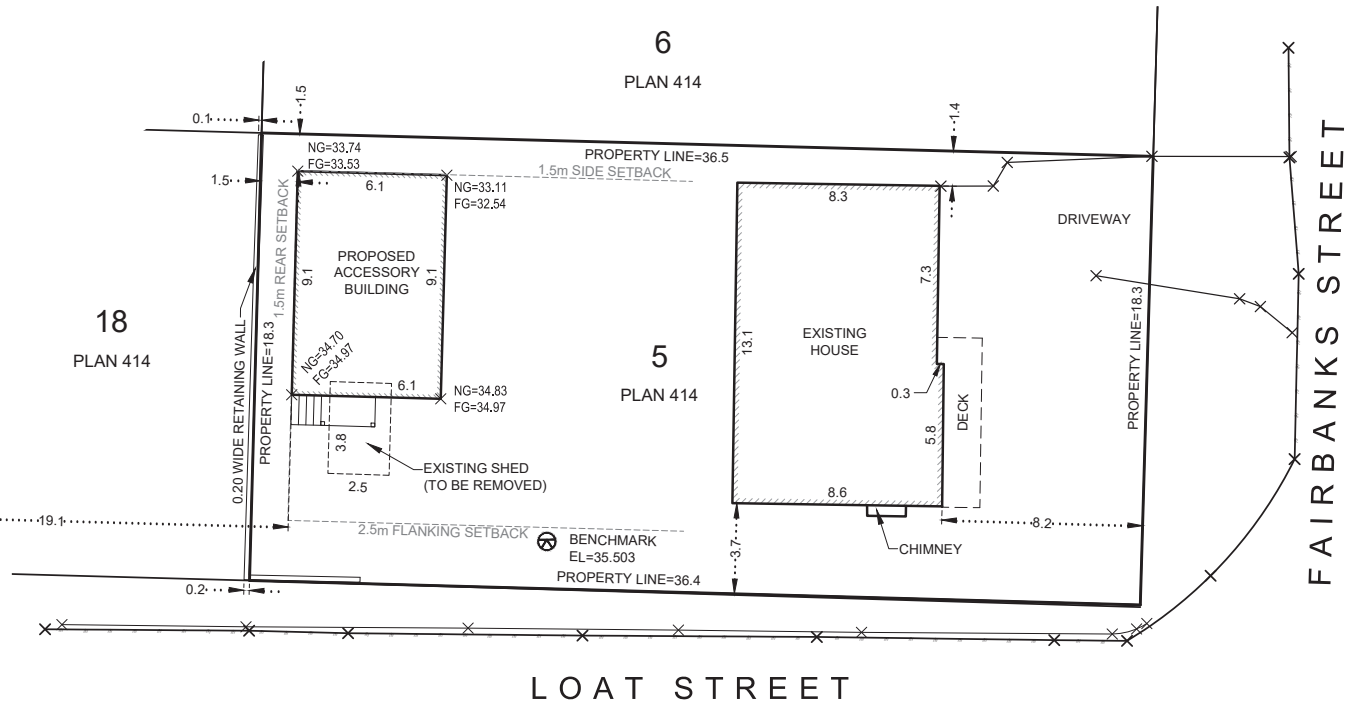 6
PLAN 414
1.5
1.4
0.1
NG=33.74
FG=33.53
PROPERTY LINE=36.5
1.5m SIDE SETBACK
1.5
6.1
NG=33.11
FG=32.54
8.3
DRIVEWAY
1.5m REAR SETBACK
PROPOSED
ACCESSORY
BUILDING
9.1
9.1
7.3
FAIRBANKS STREET
18
PLAN 414
0.20 WIDE RETAINING WALL
PROPERTY LINE=18.3
NG=34.70
FG=34.97
5
PLAN 414
13.1
EXISTING
HOUSE
PROPERTY LINE=18.3
6.1
NG=34.83
FG=34.97
0.3
DECK
5.8
3.8
EXISTING SHED
(TO BE REMOVED)
2.5
8.6
19.1
2.5m FLANKING SETBACK
8.2
BENCHMARK
EL=35.503
CHIMNEY
3.7
PROPERTY LINE=36.4
0.2
LOAT STREET